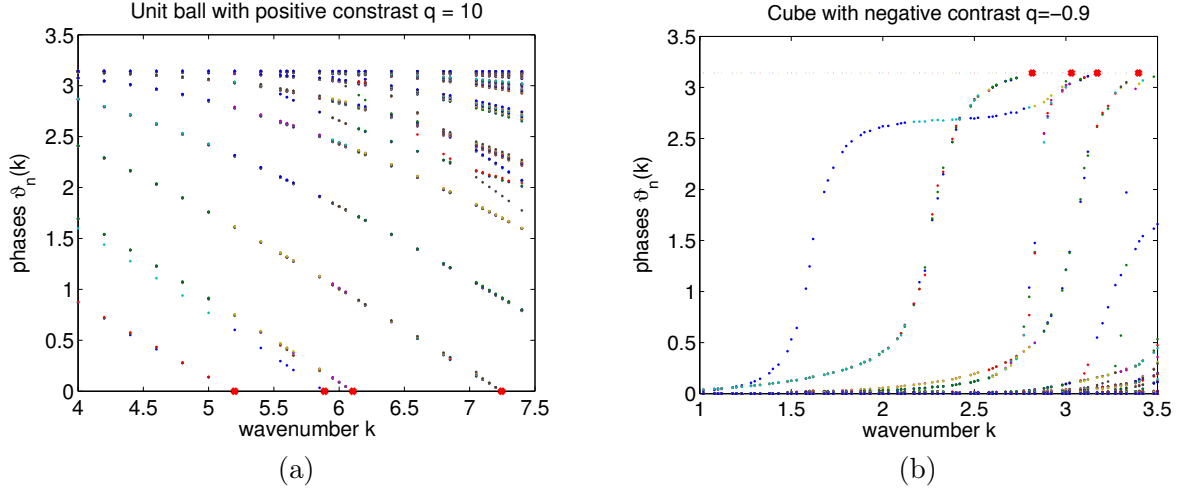 Unit ball with positive constrast q = 10
3.5
3
2.5
2
1.5
1
0.5
0
phases ϑ_n(k)
4 4.5 5 5.5 6 6.5 7 7.5
wavenumber k
(a)
Cube with negative contrast q=−0.9
3.5
3
2.5
2
1.5
1
0.5
0
phases ϑ_n(k)
1 1.5 2 2.5 3 3.5
wavenumber k
(b)